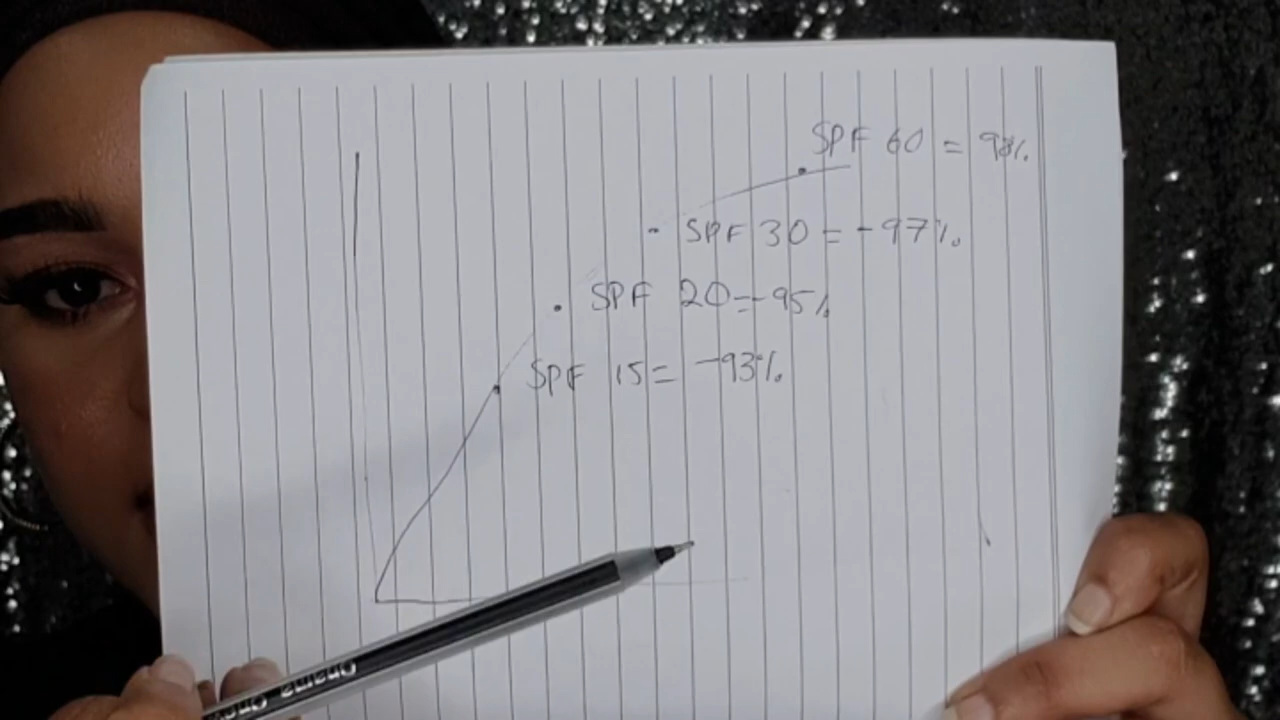 SPF 60 = 98%.
SPF 30 = -97%.
SPF 20=-95%
SPF 15= -93%.